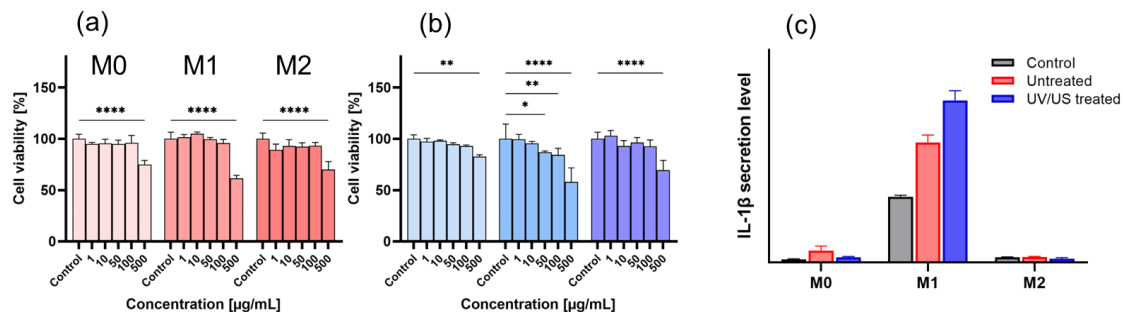 (a)
M0 M1 M2
**** **** ****
Cell viability [%]
150
100
50
0
Control 1 10 50 100 500 Control 1 10 50 100 500 Control 1 10 50 100 500
Concentration [µg/mL]
(b)
** **** ****
**
*
Cell viability [%]
150
100
50
0
Control 1 10 50 100 500 Control 1 10 50 100 500 Control 1 10 50 100 500
Concentration [µg/mL]
(c)
Control
Untreated
UV/US treated
IL-1β secretion level
M0 M1 M2